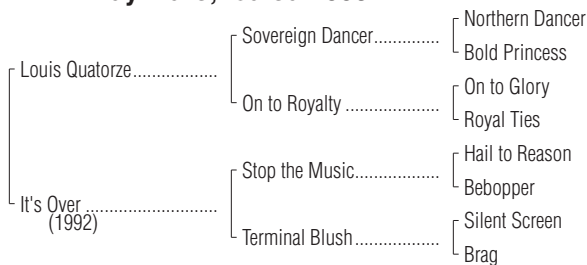 Northern Dancer
Sovereign Dancer..............
Bold Princess
Louis Quatorze..................
On to Glory
On to Royalty ....................
Royal Ties
Hail to Reason
Stop the Music..................
Bebopper
It's Over ............................
(1992)
Silent Screen
Terminal Blush..................
Brag